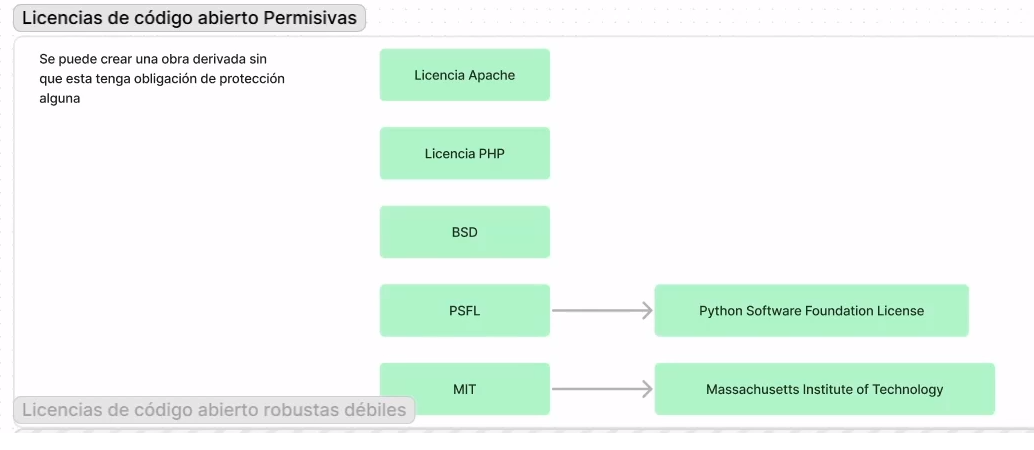 Licencias de código abierto Permisivas
Se puede crear una obra derivada sin
que esta tenga obligación de protección
alguna
Licencia Apache
Licencia PHP
BSD
PSFL
Python Software Foundation License
MIT
Massachusetts Institute of Technology
Licencias de código abierto robustas débiles